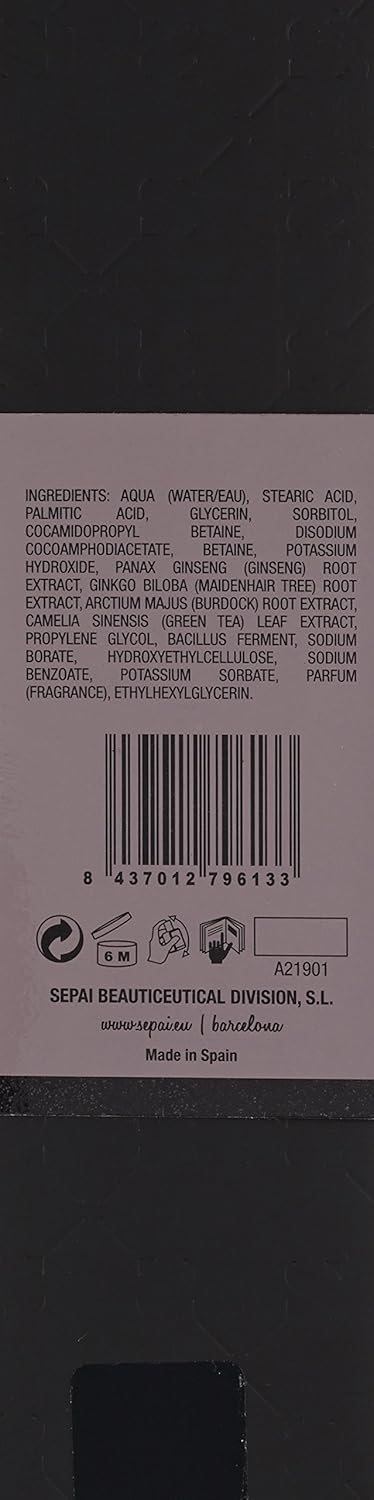 INGREDIENTS: AQUA (WATER/EAU), STEARIC ACID,
PALMITIC ACID, GLYCERIN, SORBITOL,
COCAMIDOPROPYL BETAINE, DISODIUM
COCOAMPHODIACETATE, BETAINE, POTASSIUM
HYDROXIDE, PANAX GINSENG (GINSENG) ROOT
EXTRACT, GINKGO BILOBA (MAIDENHAIR TREE) ROOT
EXTRACT, ARCTIUM MAJUS (BURDOCK) ROOT EXTRACT,
CAMELIA SINENSIS (GREEN TEA) LEAF EXTRACT,
PROPYLENE GLYCOL, BACILLUS FERMENT, SODIUM
BORATE, HYDROXYETHYLCELLULOSE, SODIUM
BENZOATE, POTASSIUM SORBATE, PARFUM
(FRAGRANCE), ETHYLHEXYLGLYCERIN.
8 437012 796133
6 M
A21901
SEPAI BEAUTICEUTICAL DIVISION, S.L.
www.sepai.eu | barcelona
Made in Spain